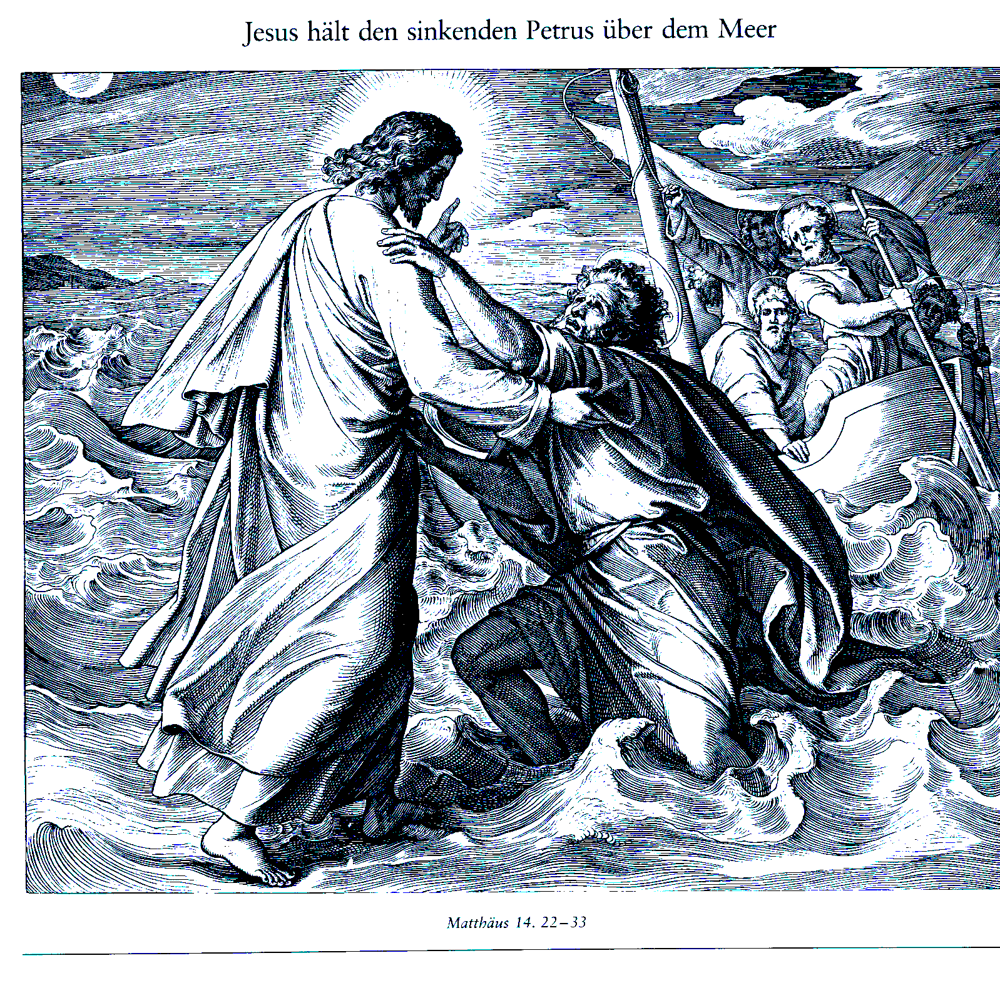 Jesus hält den sinkenden Petrus über dem Meer
Matthäus 14. 22–33